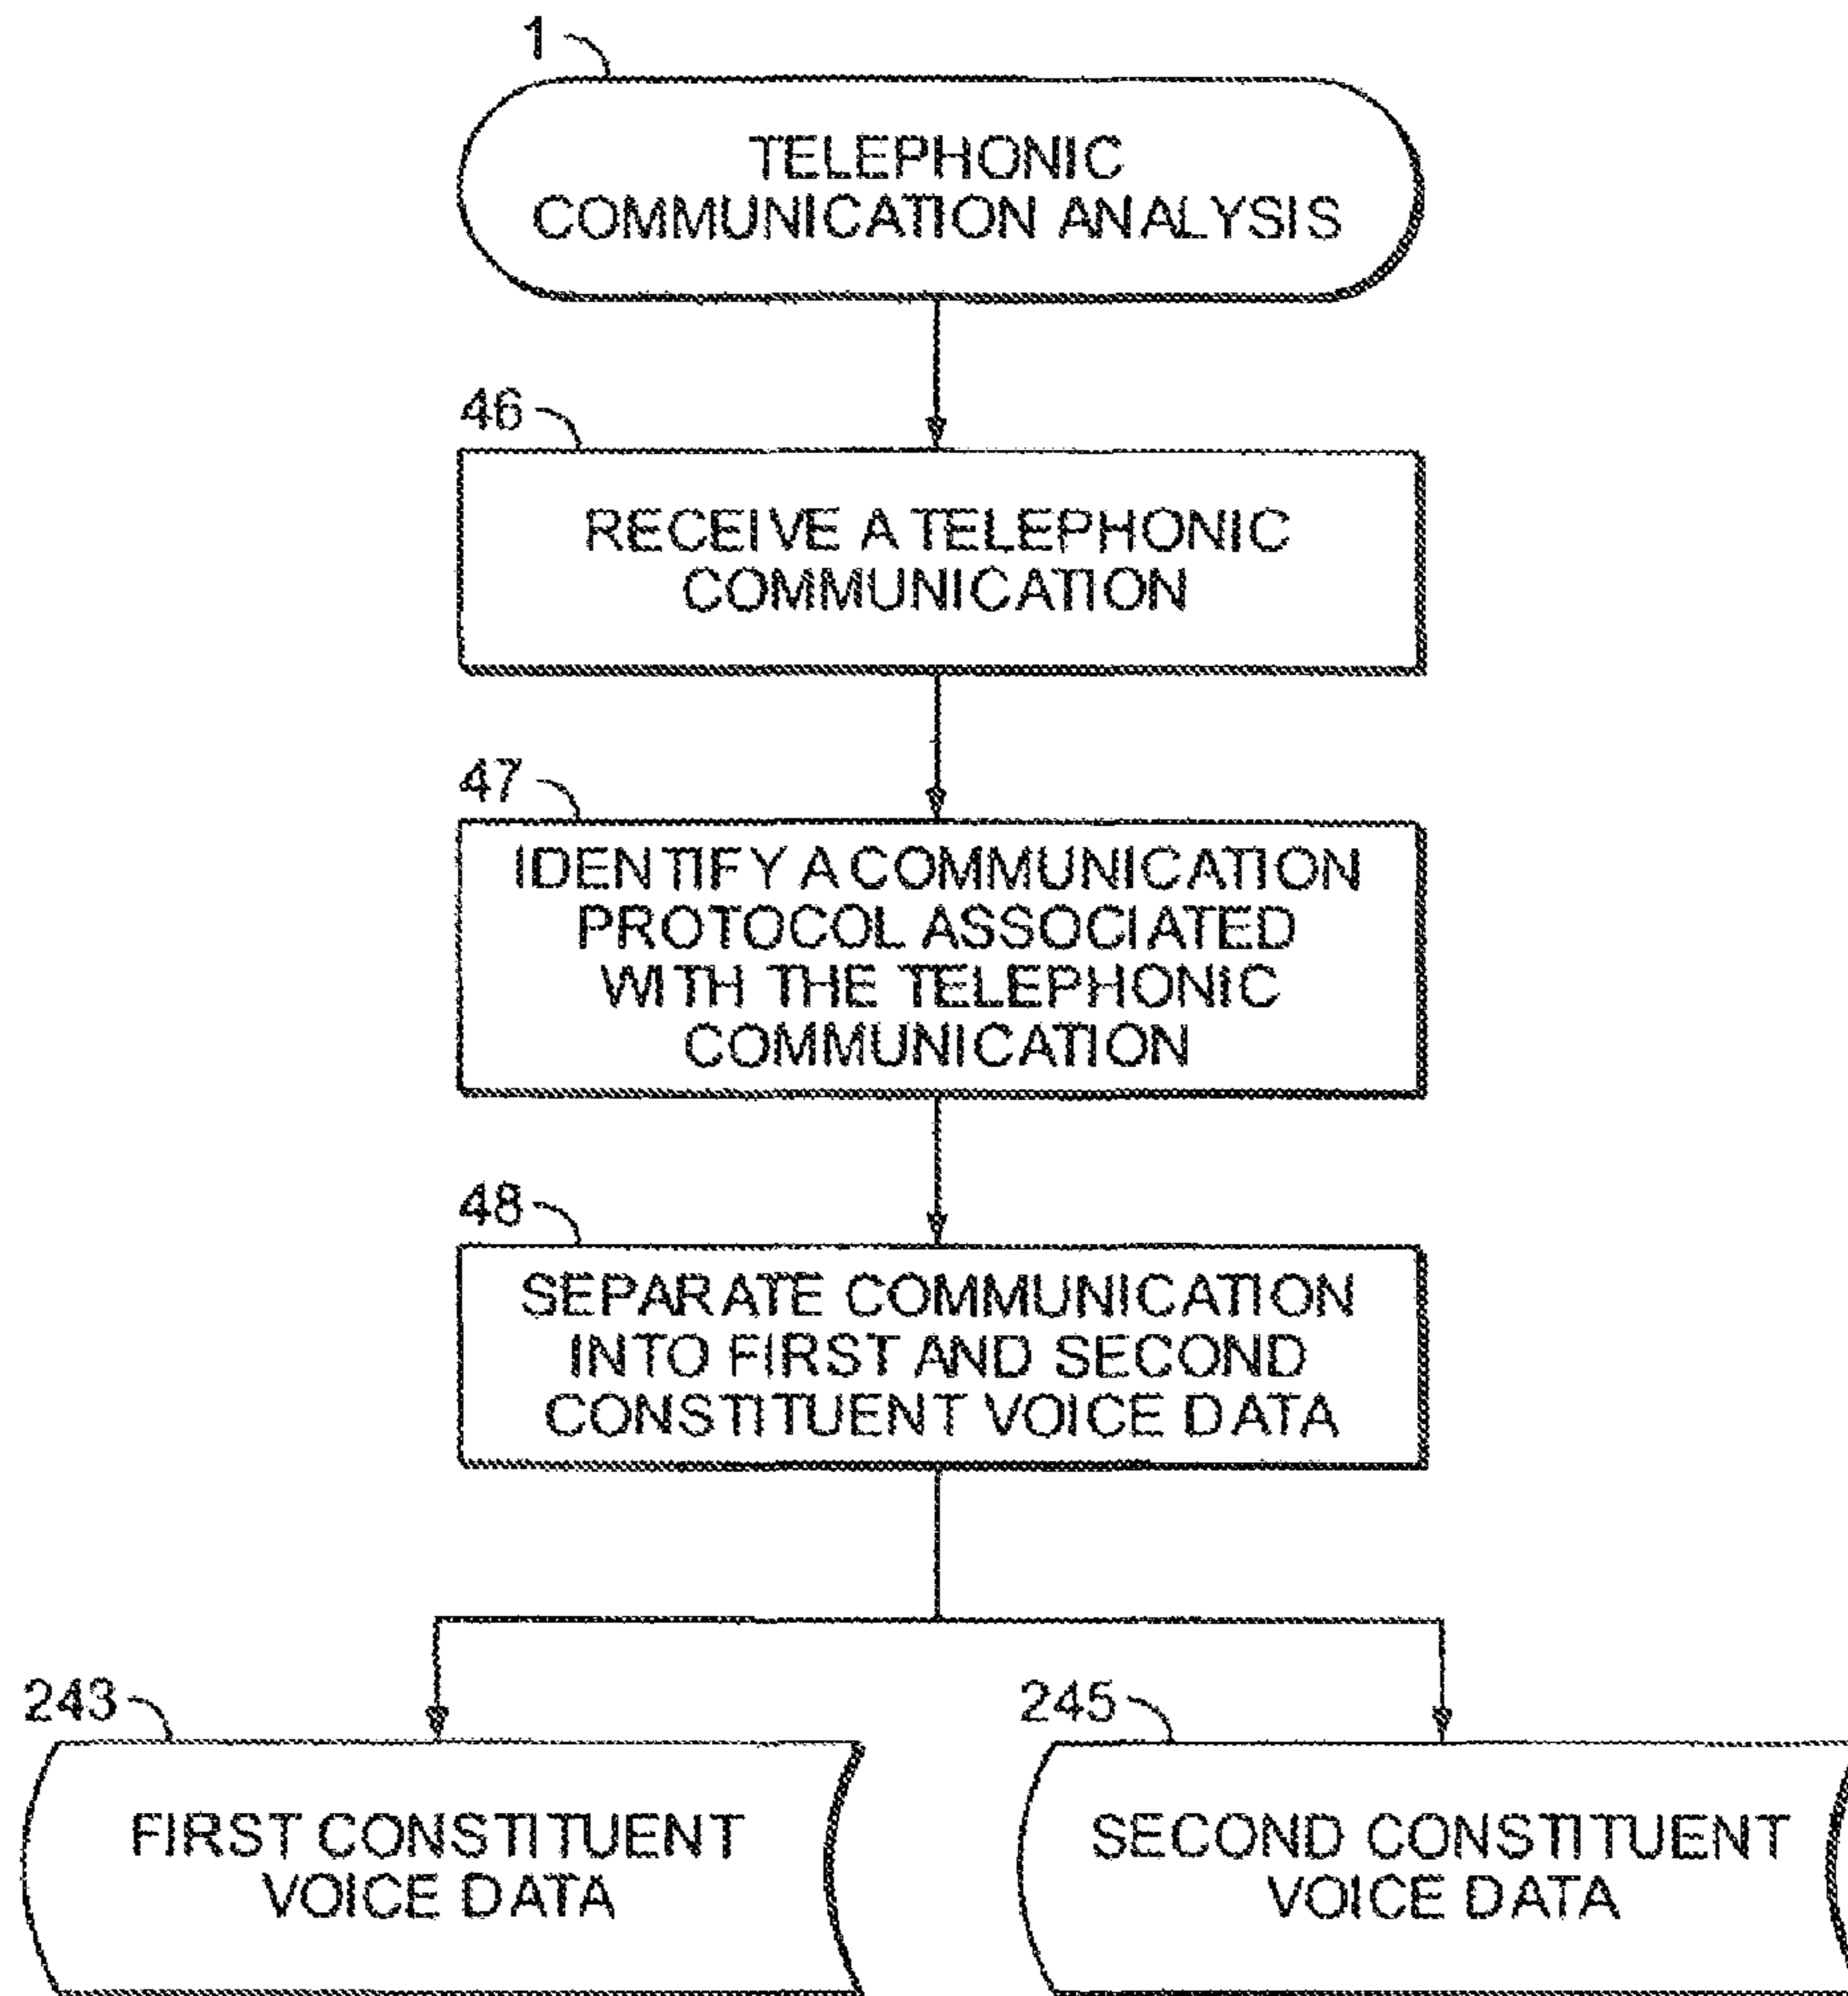 1
TELEPHONIC
COMMUNICATION ANALYSIS
46
RECEIVE A TELEPHONIC
COMMUNICATION
47
IDENTIFY A COMMUNICATION
PROTOCOL ASSOCIATED
WITH THE TELEPHONIC
COMMUNICATION
48
SEPARATE COMMUNICATION
INTO FIRST AND SECOND
CONSTITUENT VOICE DATA
243
FIRST CONSTITUENT
VOICE DATA
245
SECOND CONSTITUENT
VOICE DATA